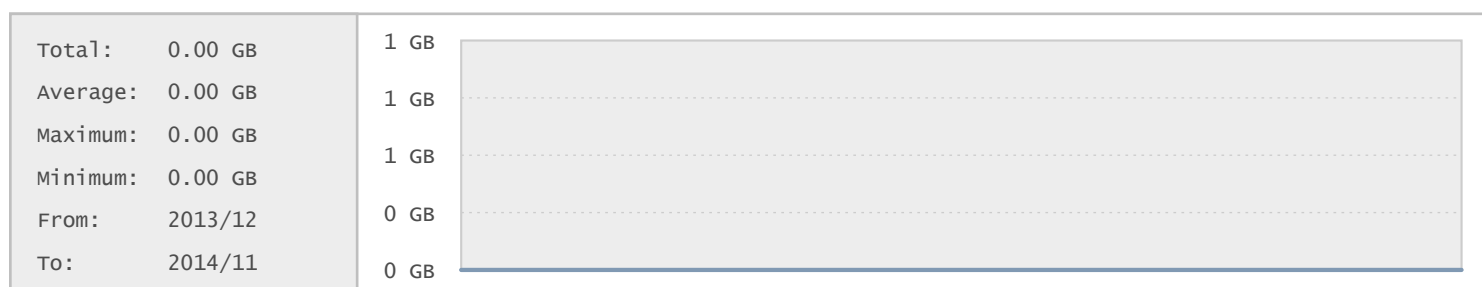 Total: 0.00 GB
Average: 0.00 GB
Maximum: 0.00 GB
Minimum: 0.00 GB
From: 2013/12
To: 2014/11
1 GB
1 GB
1 GB
0 GB
0 GB